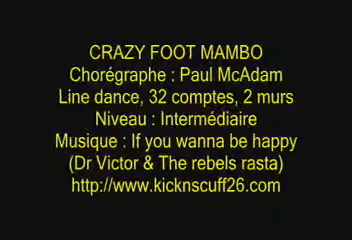 CRAZY FOOT MAMBO
Chorégraphe : Paul McAdam
Line dance, 32 comptes, 2 murs
Niveau : Intermédiaire
Musique : If you wanna be happy
(Dr Victor & The rebels rasta)
http://www.kicknscuff26.com